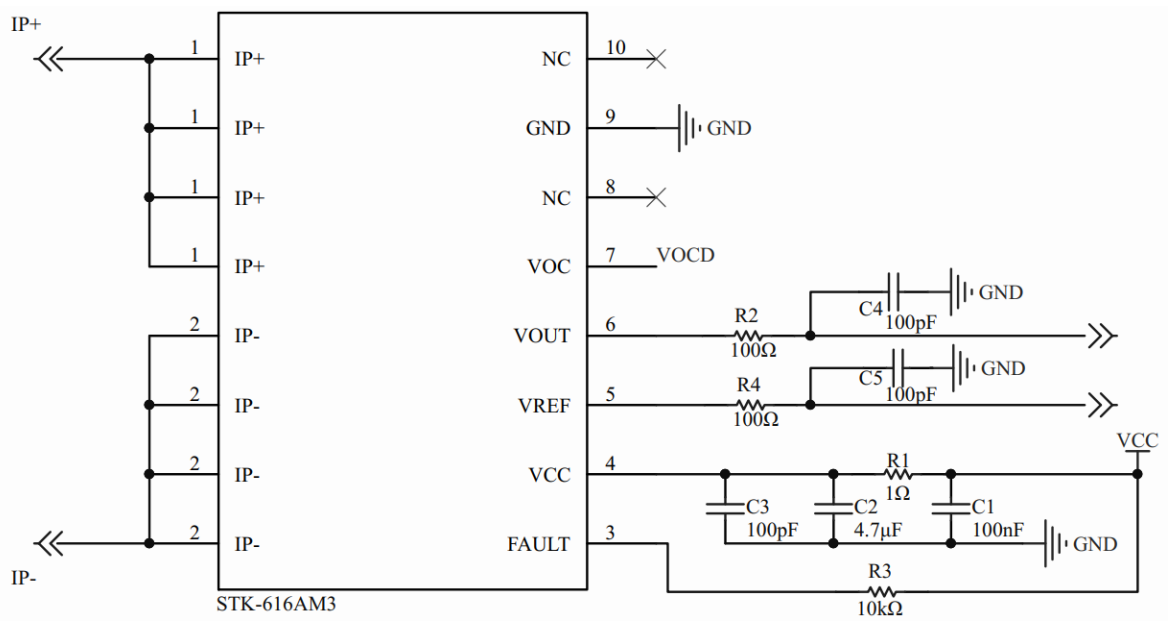 IP+
1 IP+ NC 10
1 IP+ GND 9 GND
1 IP+ NC 8
1 IP+ VOC 7 VOCD
C4 100pF GND
2 IP- VOUT 6 R2 100Ω
C5 100pF GND
2 IP- VREF 5 R4 100Ω
VCC
2 IP- VCC 4 R1 1Ω
C3 100pF C2 4.7μF C1 100nF GND
2 IP- FAULT 3
IP-
R3 10kΩ
STK-616AM3